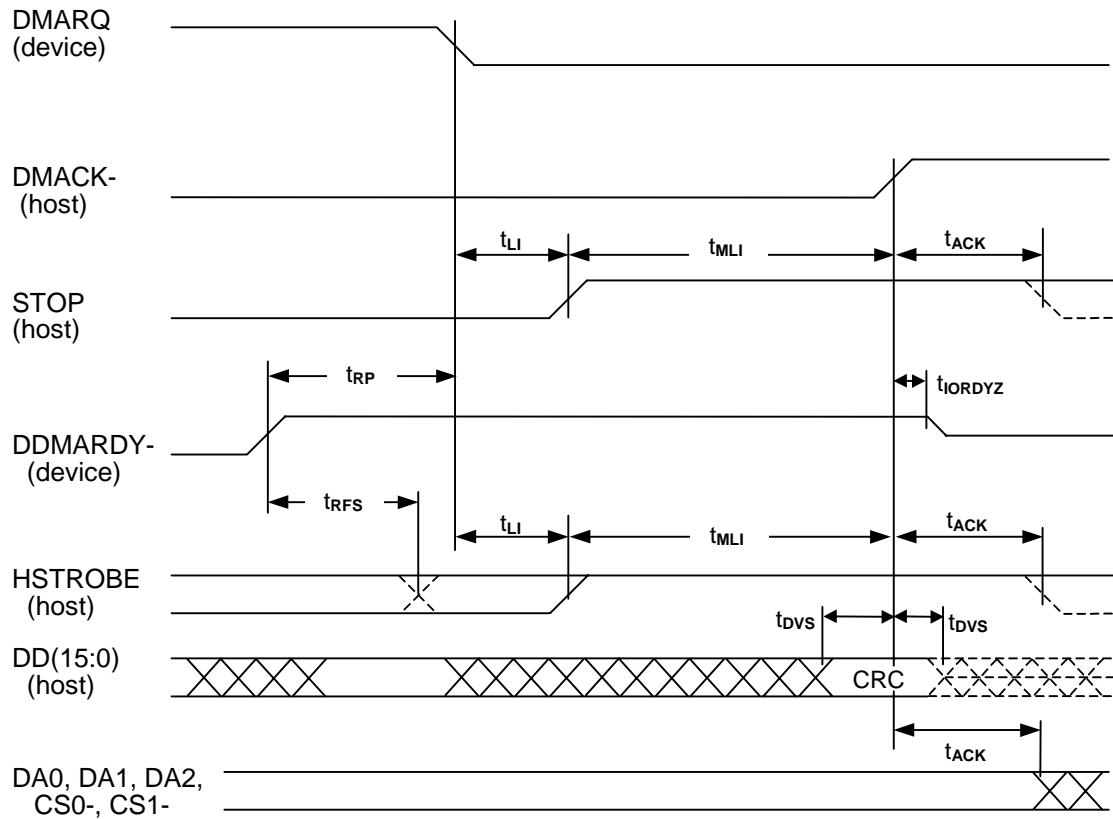 DMARQ
(device)
DMACK-
(host)
tLI
tMLI
tACK
STOP
(host)
tRP
tIORDYZ
DDMARDY-
(device)
tRFS
tLI
tMLI
tACK
HSTROBE
(host)
tDVS
tDVS
DD(15:0)
(host)
CRC
tACK
DA0, DA1, DA2,
CS0-, CS1-